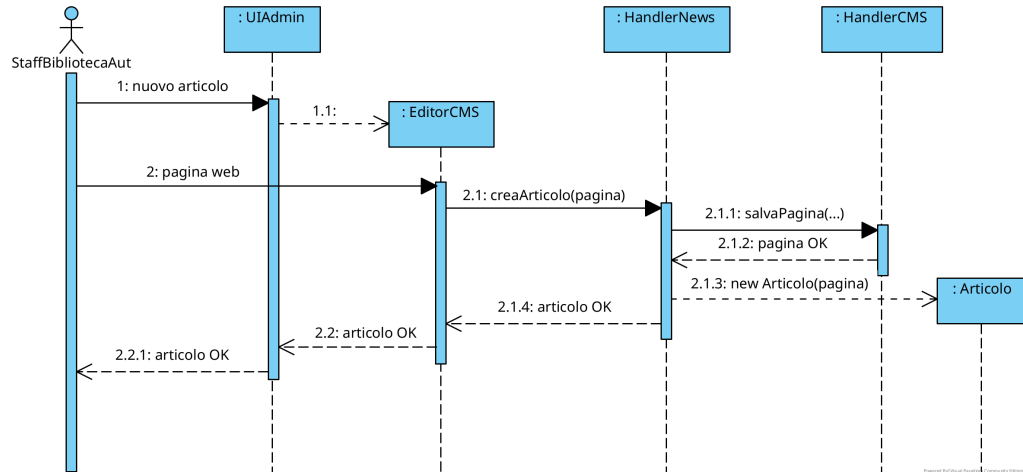 : UIAdmin
: HandlerNews
: HandlerCMS
StaffBibliotecaAut
1: nuovo articolo
1.1:
: EditorCMS
2: pagina web
2.1: creaArticolo(pagina)
2.1.1: salvaPagina(...)
2.1.2: pagina OK
2.1.3: new Articolo(pagina)
: Articolo
2.1.4: articolo OK
2.2: articolo OK
2.2.1: articolo OK